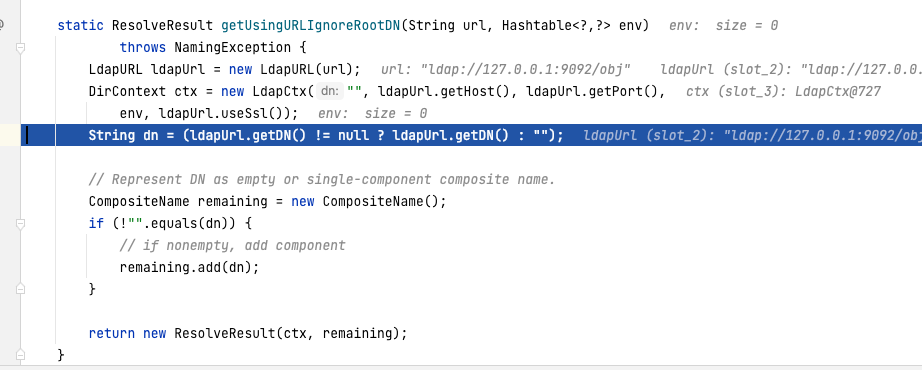 static ResolveResult getUsingURLIgnoreRootDN(String url, Hashtable<?,?> env)   env:  size = 0
throws NamingException {
LdapURL ldapUrl = new LdapURL(url);   url: "ldap://127.0.0.1:9092/obj"    ldapUrl (slot_2): "ldap://127.0.0.
DirContext ctx = new LdapCtx( dn: "", ldapUrl.getHost(), ldapUrl.getPort(),   ctx (slot_3): LdapCtx@727
env, ldapUrl.useSsl());   env:  size = 0
String dn = (ldapUrl.getDN() != null ? ldapUrl.getDN() : "");   ldapUrl (slot_2): "ldap://127.0.0.1:9092/obj
// Represent DN as empty or single-component composite name.
CompositeName remaining = new CompositeName();
if (!"".equals(dn)) {
// if nonempty, add component
remaining.add(dn);
}
return new ResolveResult(ctx, remaining);
}